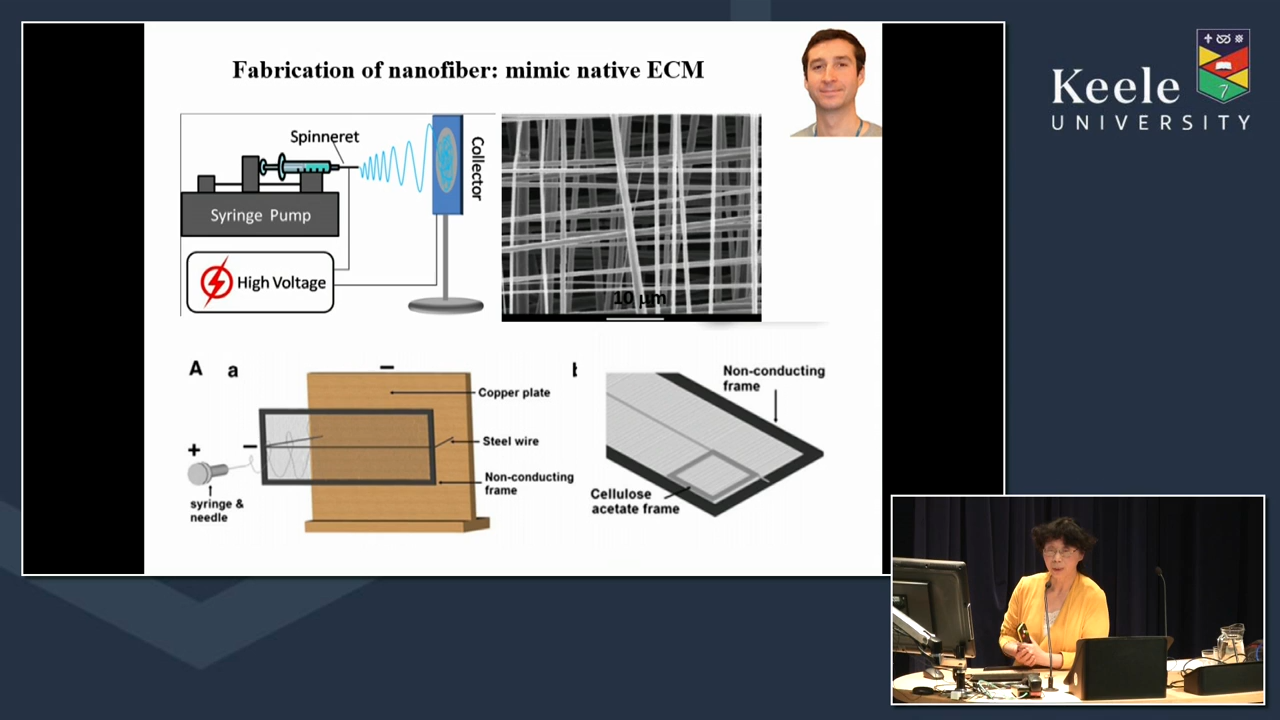 Fabrication of nanofiber: mimic native ECM
Spinneret
Collector
Syringe Pump
High Voltage
10 μm
A a
−
Copper plate
+
−
Steel wire
Non-conducting
frame
syringe &
needle
b
Non-conducting
frame
Cellulose
acetate frame
Keele
UNIVERSITY